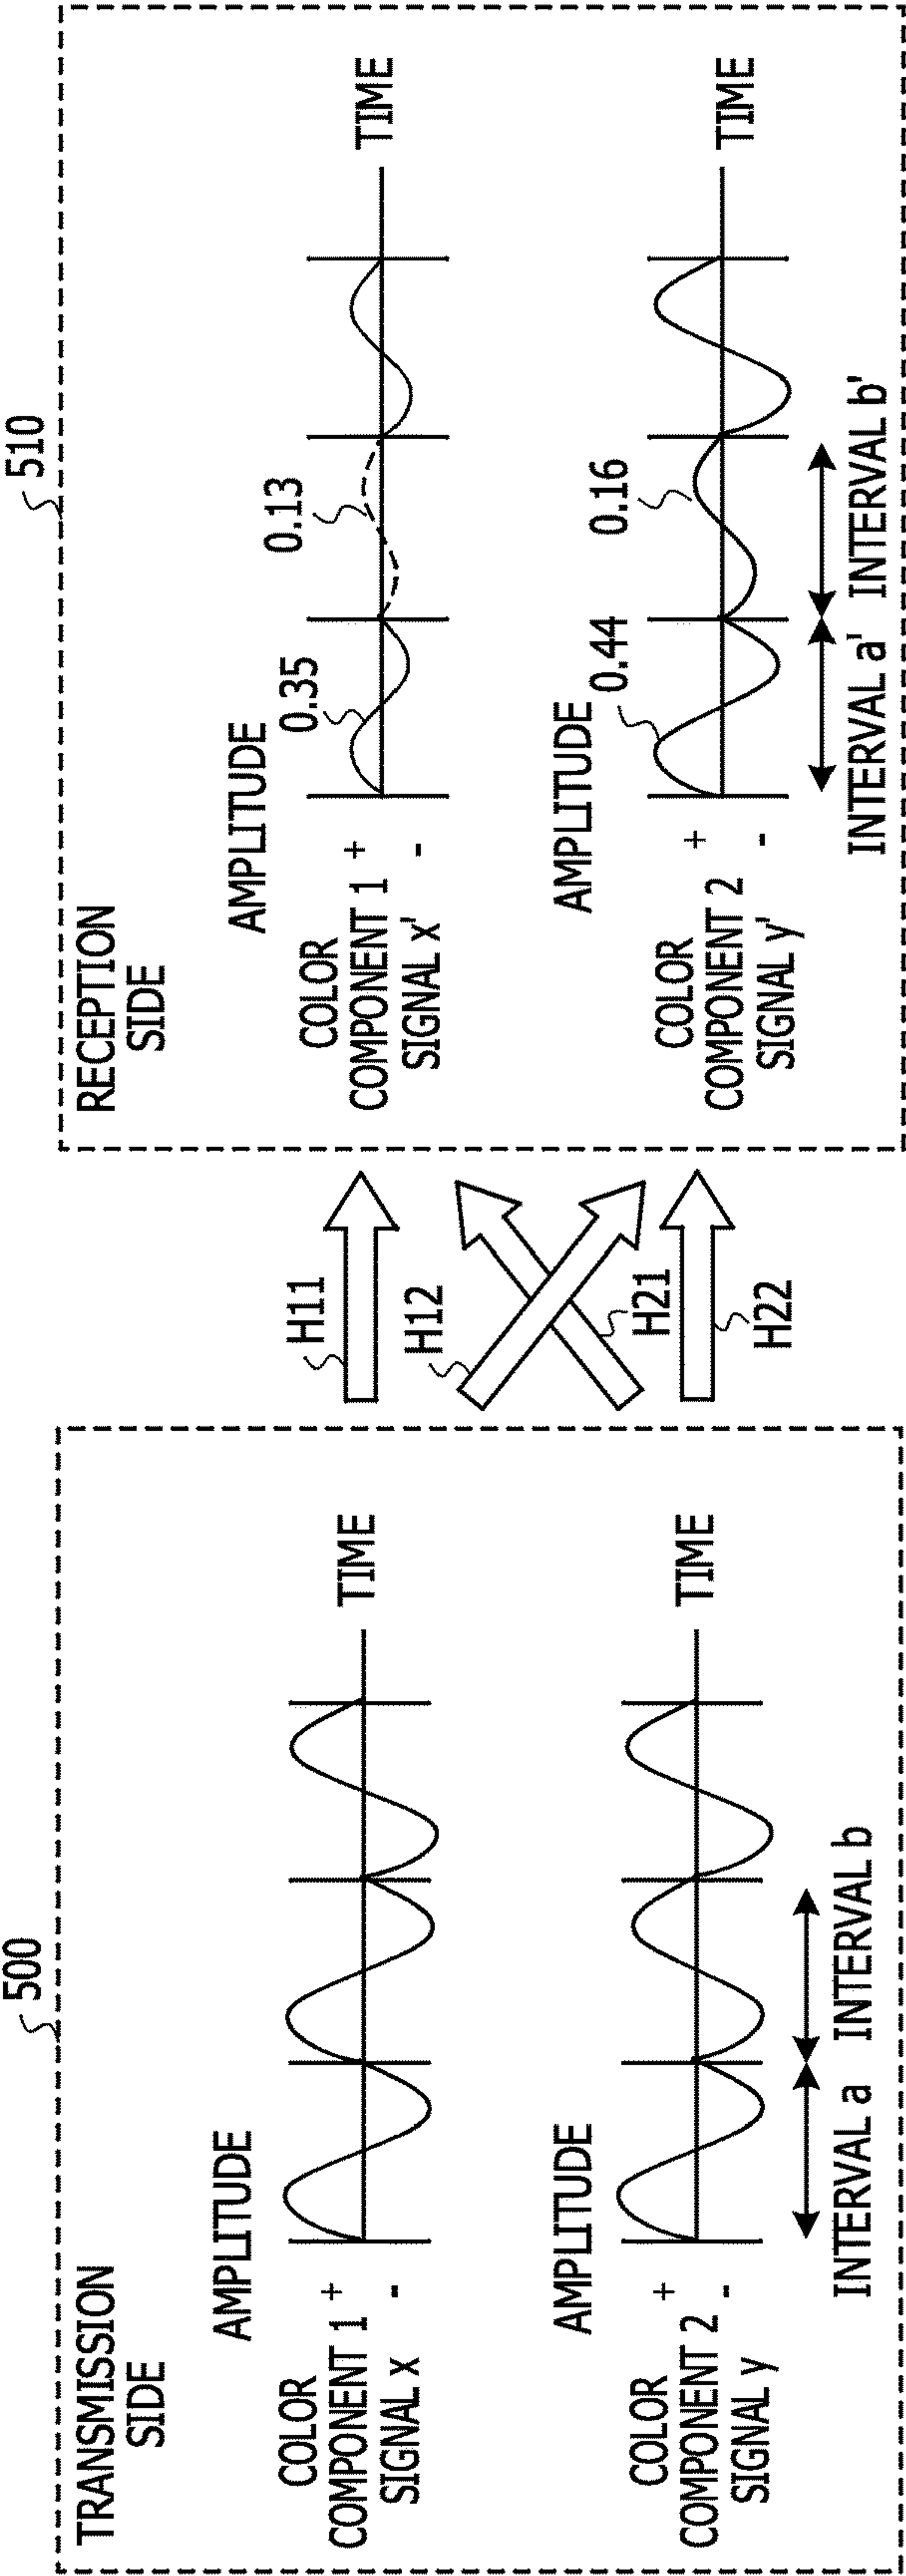 500
TRANSMISSION
SIDE
AMPLITUDE
COLOR
COMPONENT 1
SIGNAL x
+
-
TIME
AMPLITUDE
COLOR
COMPONENT 2
SIGNAL y
+
-
TIME
INTERVAL a
INTERVAL b
H11
H12
H21
H22
510
RECEPTION
SIDE
AMPLITUDE
0.35
0.13
COLOR
COMPONENT 1
SIGNAL x'
+
-
TIME
AMPLITUDE
0.44
0.16
COLOR
COMPONENT 2
SIGNAL y'
+
-
TIME
INTERVAL a'
INTERVAL b'